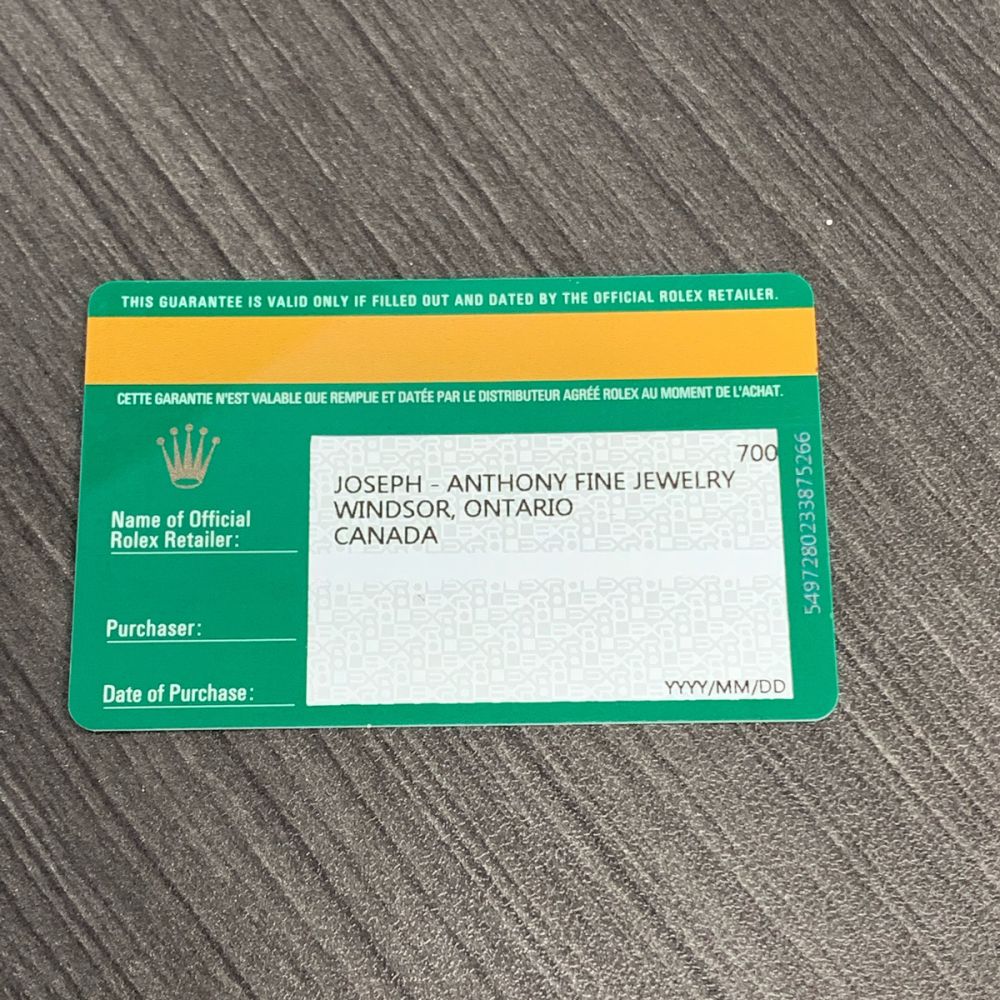 THIS GUARANTEE IS VALID ONLY IF FILLED OUT AND DATED BY THE OFFICIAL ROLEX RETAILER.
CETTE GARANTIE N'EST VALABLE QUE REMPLIE ET DATÉE PAR LE DISTRIBUTEUR AGRÉÉ ROLEX AU MOMENT DE L'ACHAT.
700
JOSEPH - ANTHONY FINE JEWELRY
WINDSOR, ONTARIO
CANADA
Name of Official
Rolex Retailer:
Purchaser:
Date of Purchase:
YYYY/MM/DD
5497280233875266